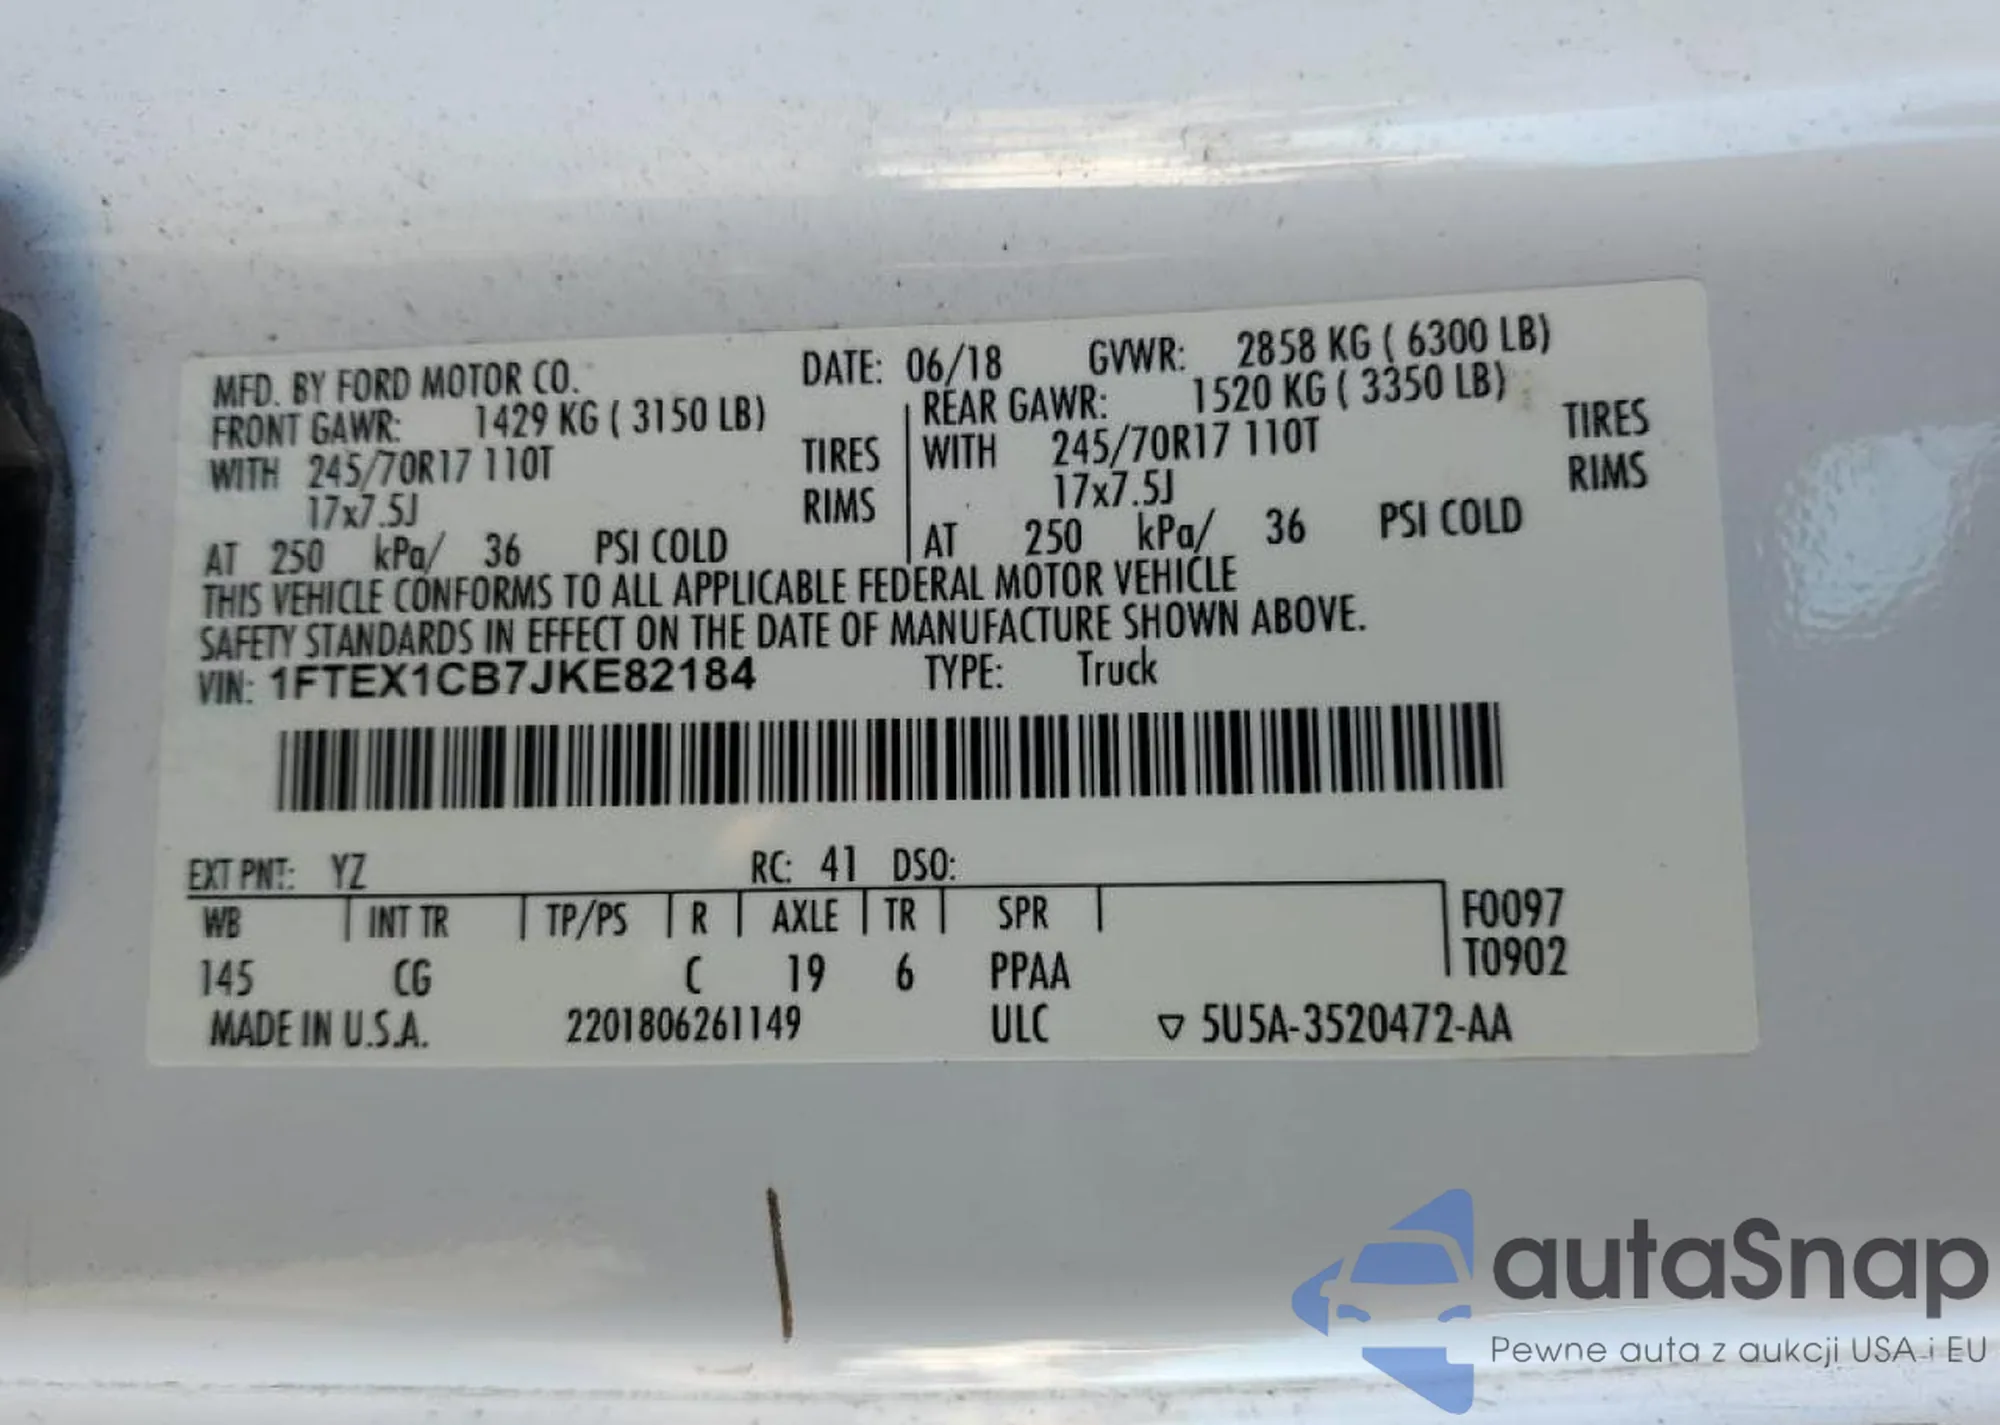 MFD. BY FORD MOTOR CO. DATE: 06/18 GVWR: 2858 KG ( 6300 LB)
FRONT GAWR: 1429 KG ( 3150 LB) REAR GAWR: 1520 KG ( 3350 LB)
WITH 245/70R17 110T TIRES WITH 245/70R17 110T TIRES
17x7.5J RIMS 17x7.5J RIMS
AT 250 kPa/ 36 PSI COLD AT 250 kPa/ 36 PSI COLD
THIS VEHICLE CONFORMS TO ALL APPLICABLE FEDERAL MOTOR VEHICLE
SAFETY STANDARDS IN EFFECT ON THE DATE OF MANUFACTURE SHOWN ABOVE.
VIN: 1FTEX1CB7JKE82184 TYPE: Truck
EXT PNT: YZ RC: 41 DSO:
WB INT TR TP/PS R AXLE TR SPR F0097
T0902
145 CG C 19 6 PPAA
MADE IN U.S.A. 2201806261149 ULC ▽ 5U5A-3520472-AA
autaSnap
Pewne auta z aukcji USA i EU